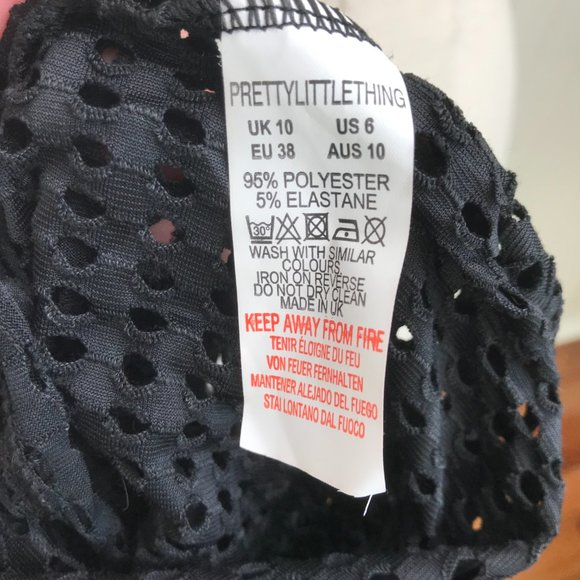 PRETTYLITTLETHING
UK 10 US 6
EU 38 AUS 10
95% POLYESTER
5% ELASTANE
30°
WASH WITH SIMILAR
COLOURS
IRON ON REVERSE
DO NOT DRY CLEAN
MADE IN UK
KEEP AWAY FROM FIRE
TENIR ÉLOIGNE DU FEU
VON FEUER FERNHALTEN
MANTENER ALEJADO DEL FUEGO
STAI LONTANO DAL FUOCO